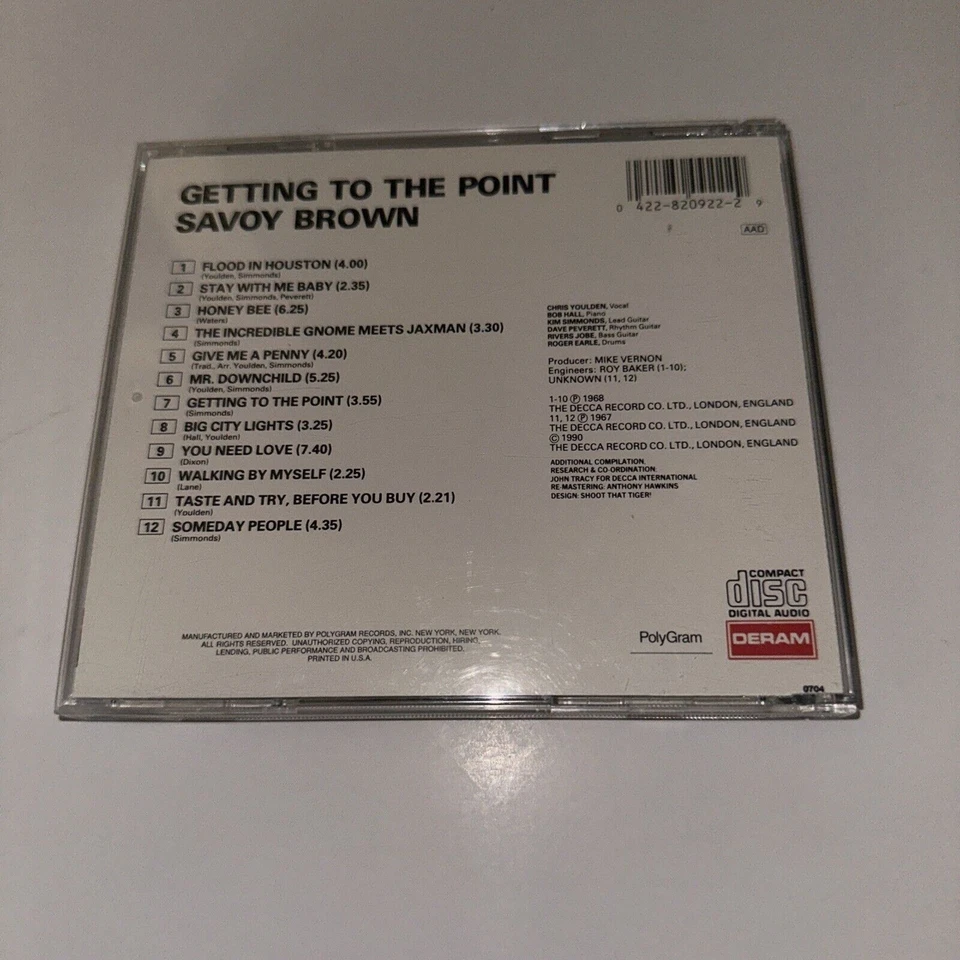 GETTING TO THE POINT
SAVOY BROWN
0 422-820922-2 9
F
AAD
1 FLOOD IN HOUSTON (4.00)
(Youlden, Simmonds)
2 STAY WITH ME BABY (2.35)
(Youlden, Simmonds, Peverett)
3 HONEY BEE (6.25)
(Waters)
4 THE INCREDIBLE GNOME MEETS JAXMAN (3.30)
(Simmonds)
5 GIVE ME A PENNY (4.20)
(Trad., Arr. Youlden, Simmonds)
6 MR. DOWNCHILD (5.25)
(Youlden, Simmonds)
7 GETTING TO THE POINT (3.55)
(Simmonds)
8 BIG CITY LIGHTS (3.25)
(Hall, Youlden)
9 YOU NEED LOVE (7.40)
(Dixon)
10 WALKING BY MYSELF (2.25)
(Lane)
11 TASTE AND TRY, BEFORE YOU BUY (2.21)
(Youlden)
12 SOMEDAY PEOPLE (4.35)
(Simmonds)
CHRIS YOULDEN, Vocal
BOB HALL, Piano
KIM SIMMONDS, Lead Guitar
DAVE PEVERETT, Rhythm Guitar
RIVERS JOBE, Bass Guitar
ROGER EARLE, Drums
Producer: MIKE VERNON
Engineers: ROY BAKER (1-10);
UNKNOWN (11, 12)
1-10 ℗ 1968
THE DECCA RECORD CO. LTD., LONDON, ENGLAND
11, 12 ℗ 1967
THE DECCA RECORD CO. LTD., LONDON, ENGLAND
© 1990
THE DECCA RECORD CO. LTD., LONDON, ENGLAND
ADDITIONAL COMPILATION,
RESEARCH & CO-ORDINATION:
JOHN TRACY FOR DECCA INTERNATIONAL
RE-MASTERING: ANTHONY HAWKINS
DESIGN: SHOOT THAT TIGER!
COMPACT
disc
DIGITAL AUDIO
MANUFACTURED AND MARKETED BY POLYGRAM RECORDS, INC. NEW YORK, NEW YORK.
ALL RIGHTS RESERVED. UNAUTHORIZED COPYING, REPRODUCTION, HIRING,
LENDING, PUBLIC PERFORMANCE AND BROADCASTING PROHIBITED.
PRINTED IN U.S.A.
PolyGram
DERAM
0704